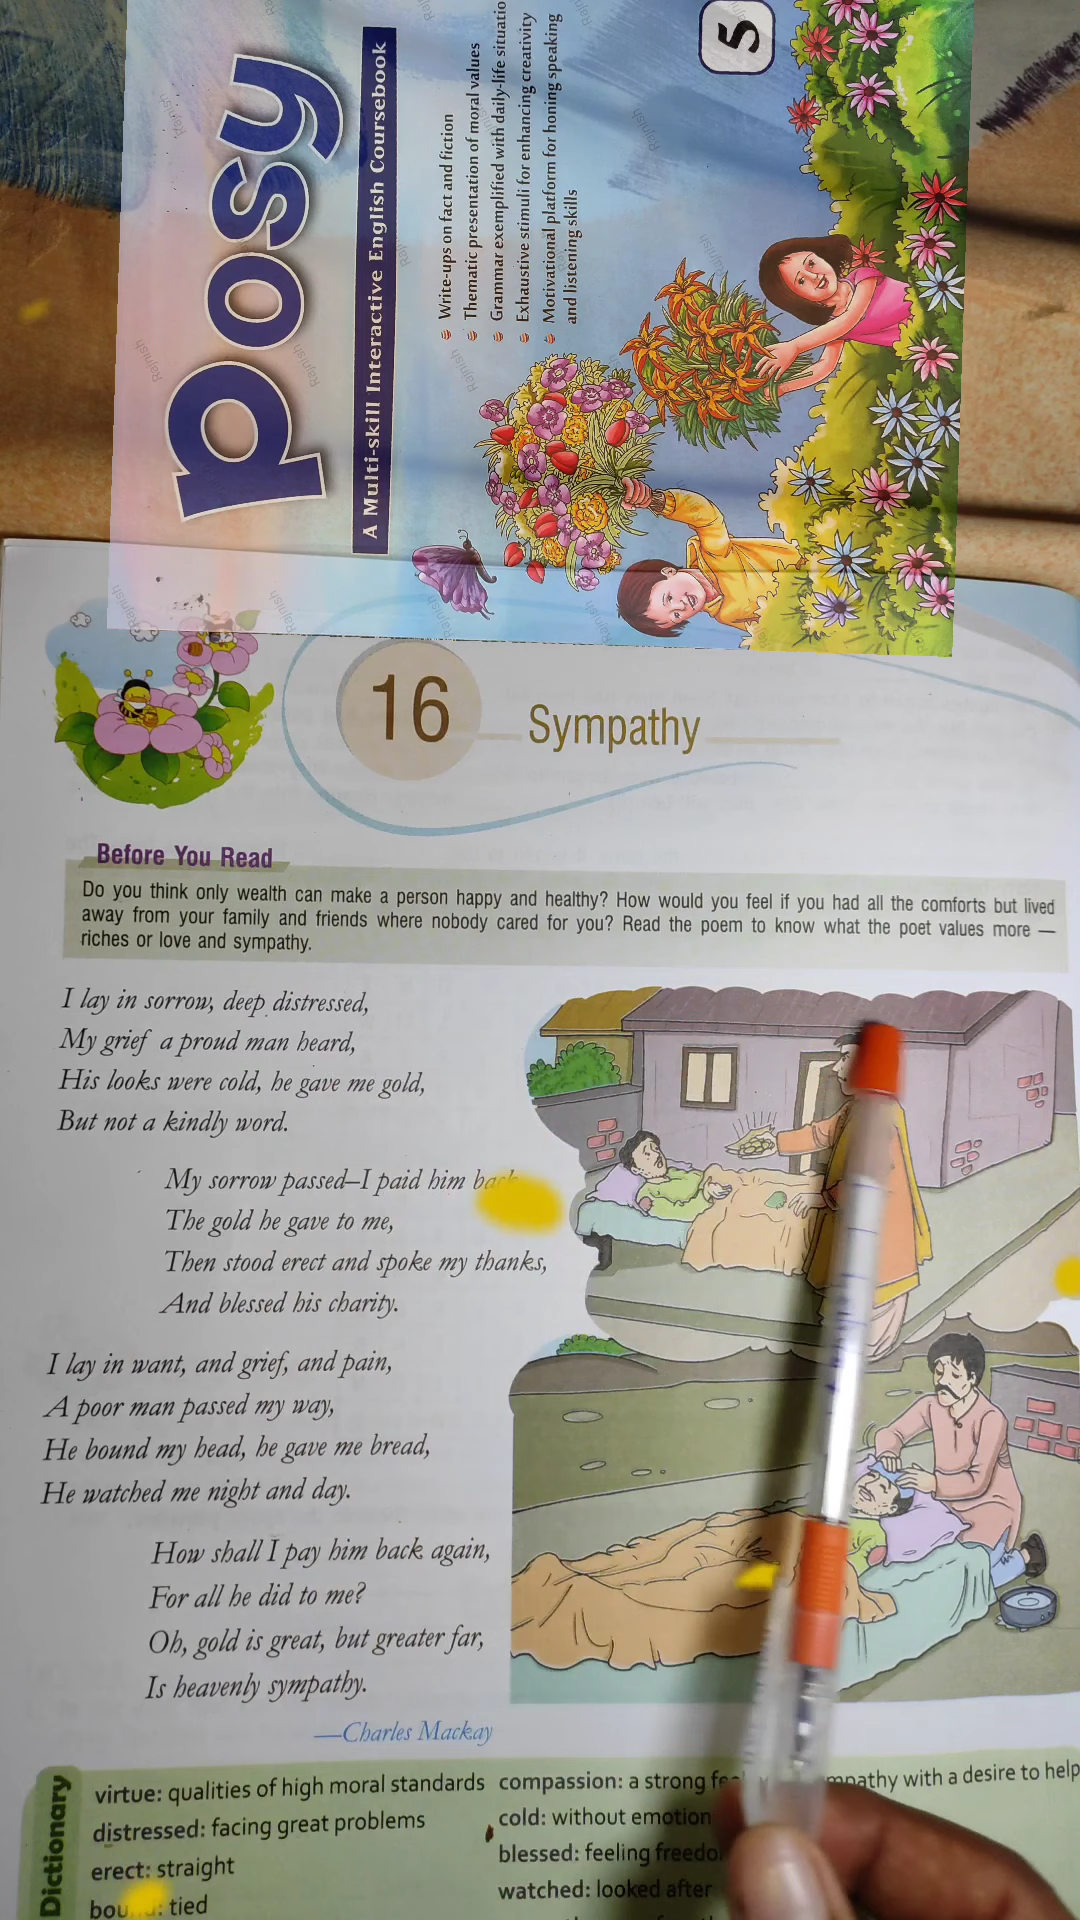 posy
A Multi-skill Interactive English Coursebook
Write-ups on fact and fiction
Thematic presentation of moral values
Grammar exemplified with daily-life
Exhaustive stimuli for enhancing creativity
Motivational platform for honing speaking
and listening skills
5
Rajnish
Rajnish
Rajnish
Rajnish
Rajnish
Rajnish
Rajnish
Rajnish
Rajnish
16
Sympathy
Before You Read
Do you think only wealth can make a person happy and healthy? How would you feel if you had all the comforts but lived
away from your family and friends where nobody cared for you? Read the poem to know what the poet values more —
riches or love and sympathy.
I lay in sorrow, deep distressed,
My grief a proud man heard,
His looks were cold, he gave me gold,
But not a kindly word.
My sorrow passed–I paid him back
The gold he gave to me,
Then stood erect and spoke my thanks,
And blessed his charity.
I lay in want, and grief, and pain,
A poor man passed my way,
He bound my head, he gave me bread,
He watched me night and day.
How shall I pay him back again,
For all he did to me?
Oh, gold is great, but greater far,
Is heavenly sympathy.
—Charles Mackay
Dictionary
virtue: qualities of high moral standards
distressed: facing great problems
erect: straight
: tied
compassion: a strong with a desire to help
cold: without emotion
blessed: feeling
watched: looked after